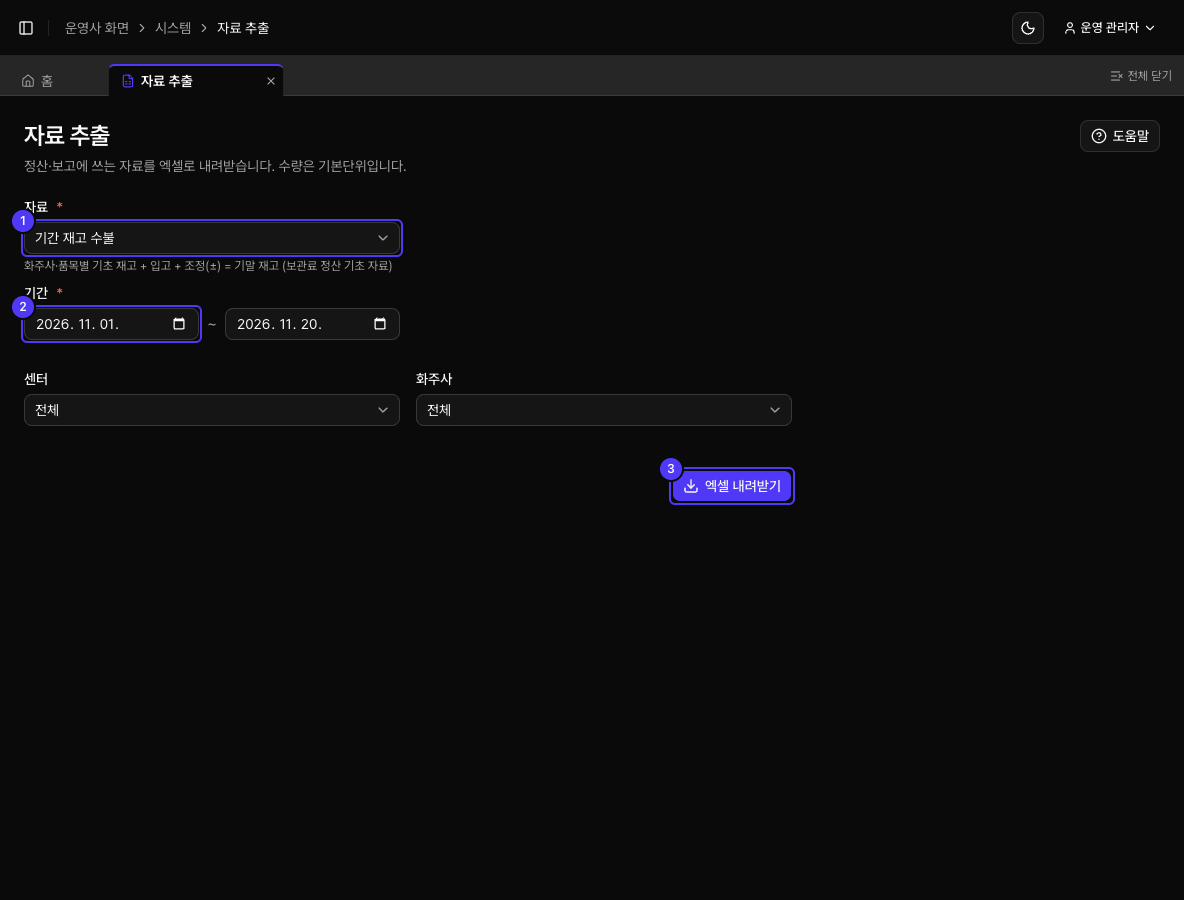 운영사 화면 > 시스템 > 자료 추출
운영 관리자
홈
자료 추출
전체 닫기
자료 추출
도움말
정산·보고에 쓰는 자료를 엑셀로 내려받습니다. 수량은 기본단위입니다.
자료 *
1
기간 재고 수불
화주사·품목별 기초 재고 + 입고 + 조정(±) = 기말 재고 (보관료 정산 기초 자료)
기간 *
2
2026. 11. 01. ~ 2026. 11. 20.
센터
화주사
전체
전체
3
엑셀 내려받기